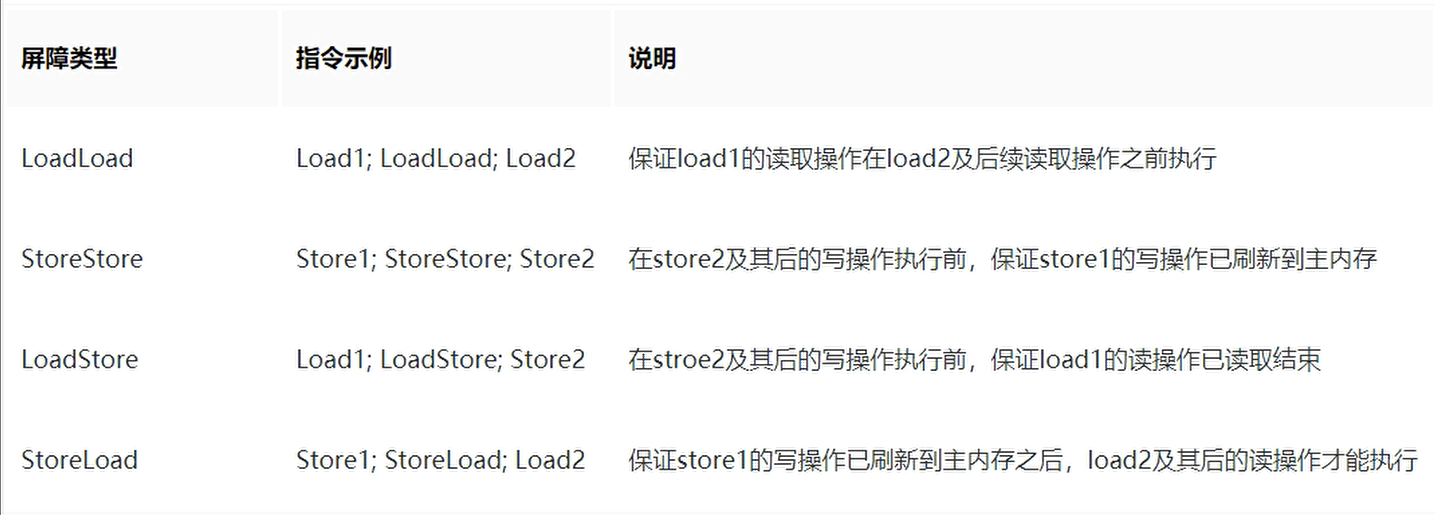 屏障类型 指令示例 说明
LoadLoad Load1; LoadLoad; Load2 保证load1的读取操作在load2及后续读取操作之前执行
StoreStore Store1; StoreStore; Store2 在store2及其后的写操作执行前，保证store1的写操作已刷新到主内存
LoadStore Load1; LoadStore; Store2 在stroe2及其后的写操作执行前，保证load1的读操作已读取结束
StoreLoad Store1; StoreLoad; Load2 保证store1的写操作已刷新到主内存之后，load2及其后的读操作才能执行